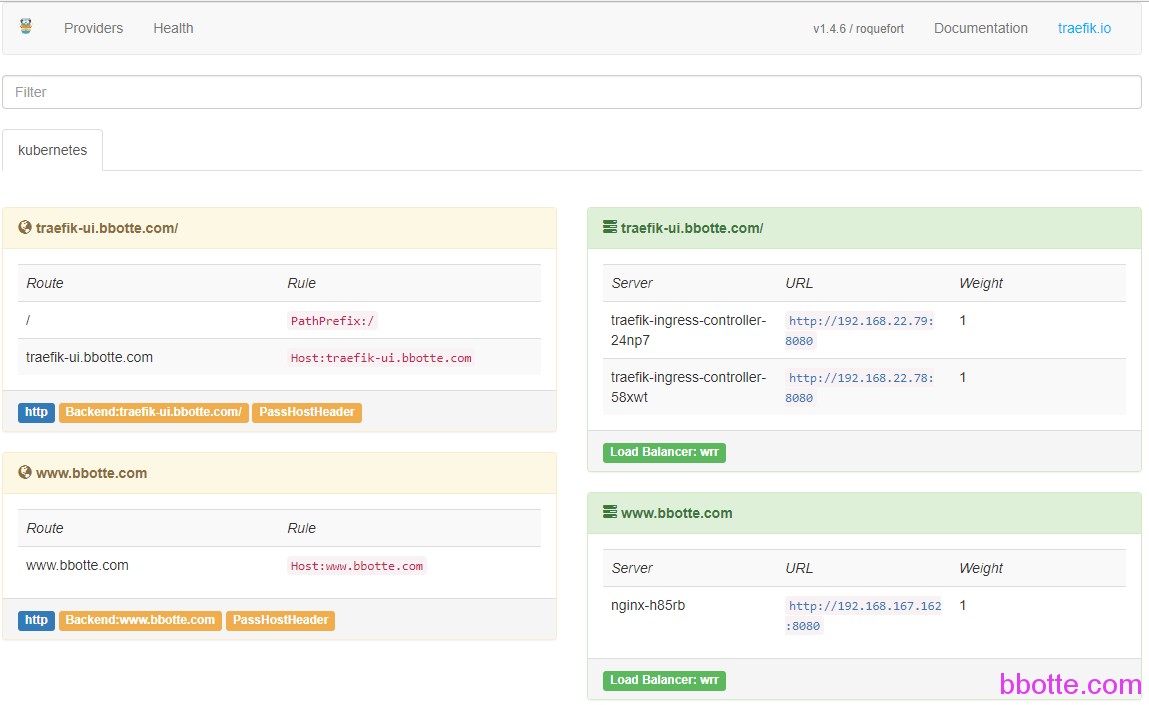 Providers Health v1.4.6 / roquefort Documentation traefik.io
Filter
kubernetes
traefik-ui.bbotte.com/
Route Rule
/ PathPrefix:/
traefik-ui.bbotte.com Host:traefik-ui.bbotte.com
http Backend:traefik-ui.bbotte.com/ PassHostHeader
www.bbotte.com
Route Rule
www.bbotte.com Host:www.bbotte.com
http Backend:www.bbotte.com PassHostHeader
traefik-ui.bbotte.com/
Server URL Weight
traefik-ingress-controller- http://192.168.22.79: 1
24np7 8080
traefik-ingress-controller- http://192.168.22.78: 1
58xwt 8080
Load Balancer: wrr
www.bbotte.com
Server URL Weight
nginx-h85rb http://192.168.167.162 1
:8080
Load Balancer: wrr
bbotte.com